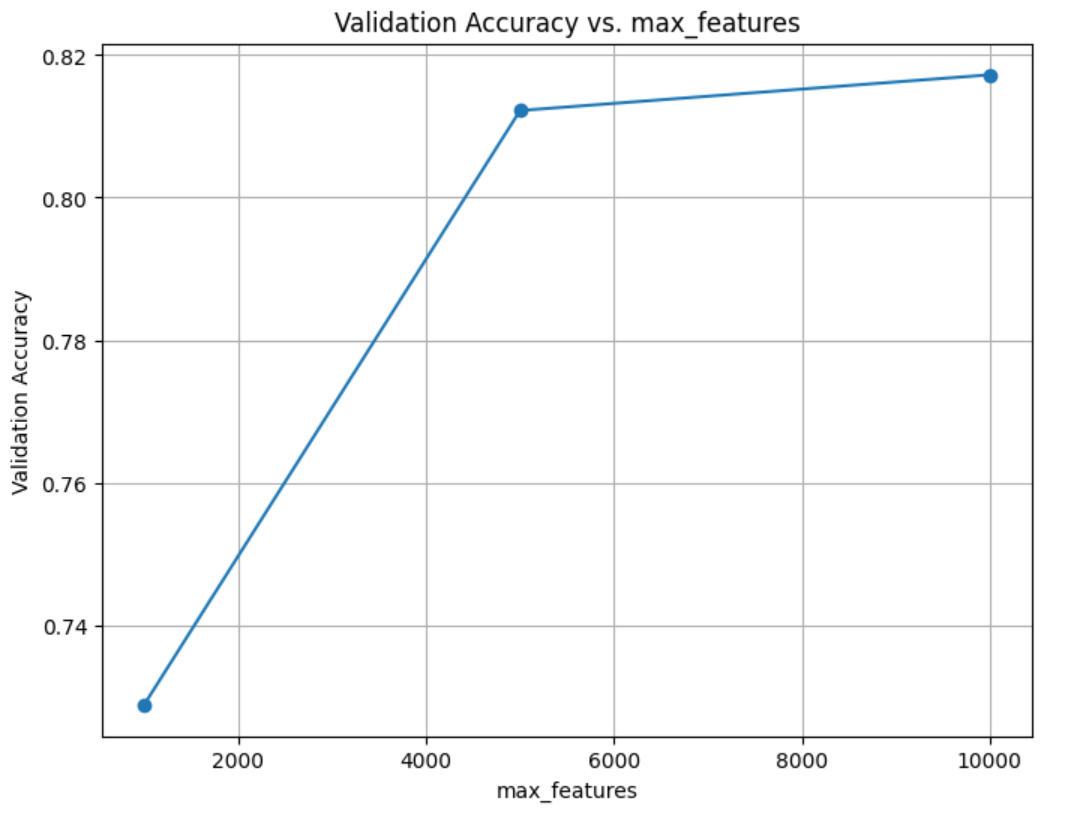 Validation Accuracy vs. max_features
0.82
0.80
0.78
0.76
0.74
Validation Accuracy
2000 4000 6000 8000 10000
max_features